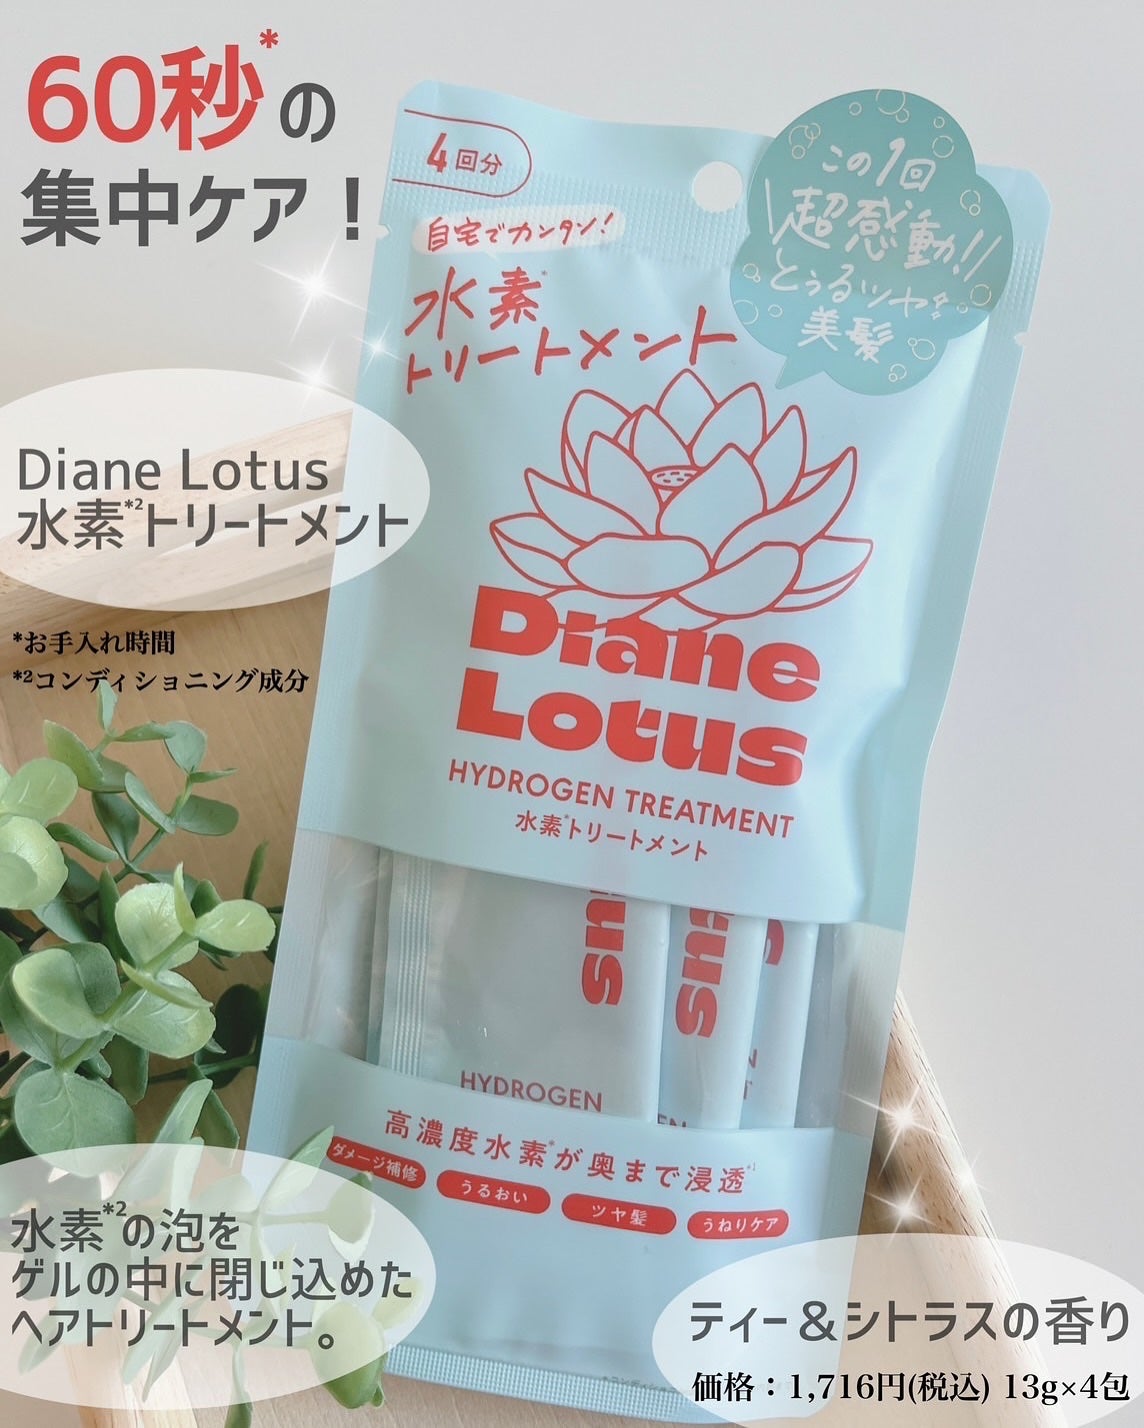 60秒*の
集中ケア！
4回分
自宅でカンタン！
水素*
トリートメント
この1回
超感動!!
とぅるツヤ
美髪
Diane Lotus
水素*²トリートメント
*お手入れ時間
*²コンディショニング成分
Diane
Lotus
HYDROGEN TREATMENT
水素*トリートメント
HYDROGEN
高濃度水素*が奥まで浸透*¹
ダメージ補修
うるおい
ツヤ髪
うねりケア
水素*²の泡を
ゲルの中に閉じ込めた
ヘアトリートメント。
ティー＆シトラスの香り
価格：1,716円(税込) 13g×4包